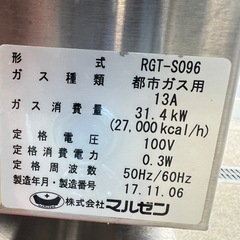 形式 RGT-S096
ガス種類 都市ガス用
13A
ガス消費量 31.4kW
(27,000kcal/h)
定格電圧 100V
定格消費電力 0.3W
定格周波数 50Hz/60Hz
製造年月・製造番号 17.11.06
株式会社マルゼン